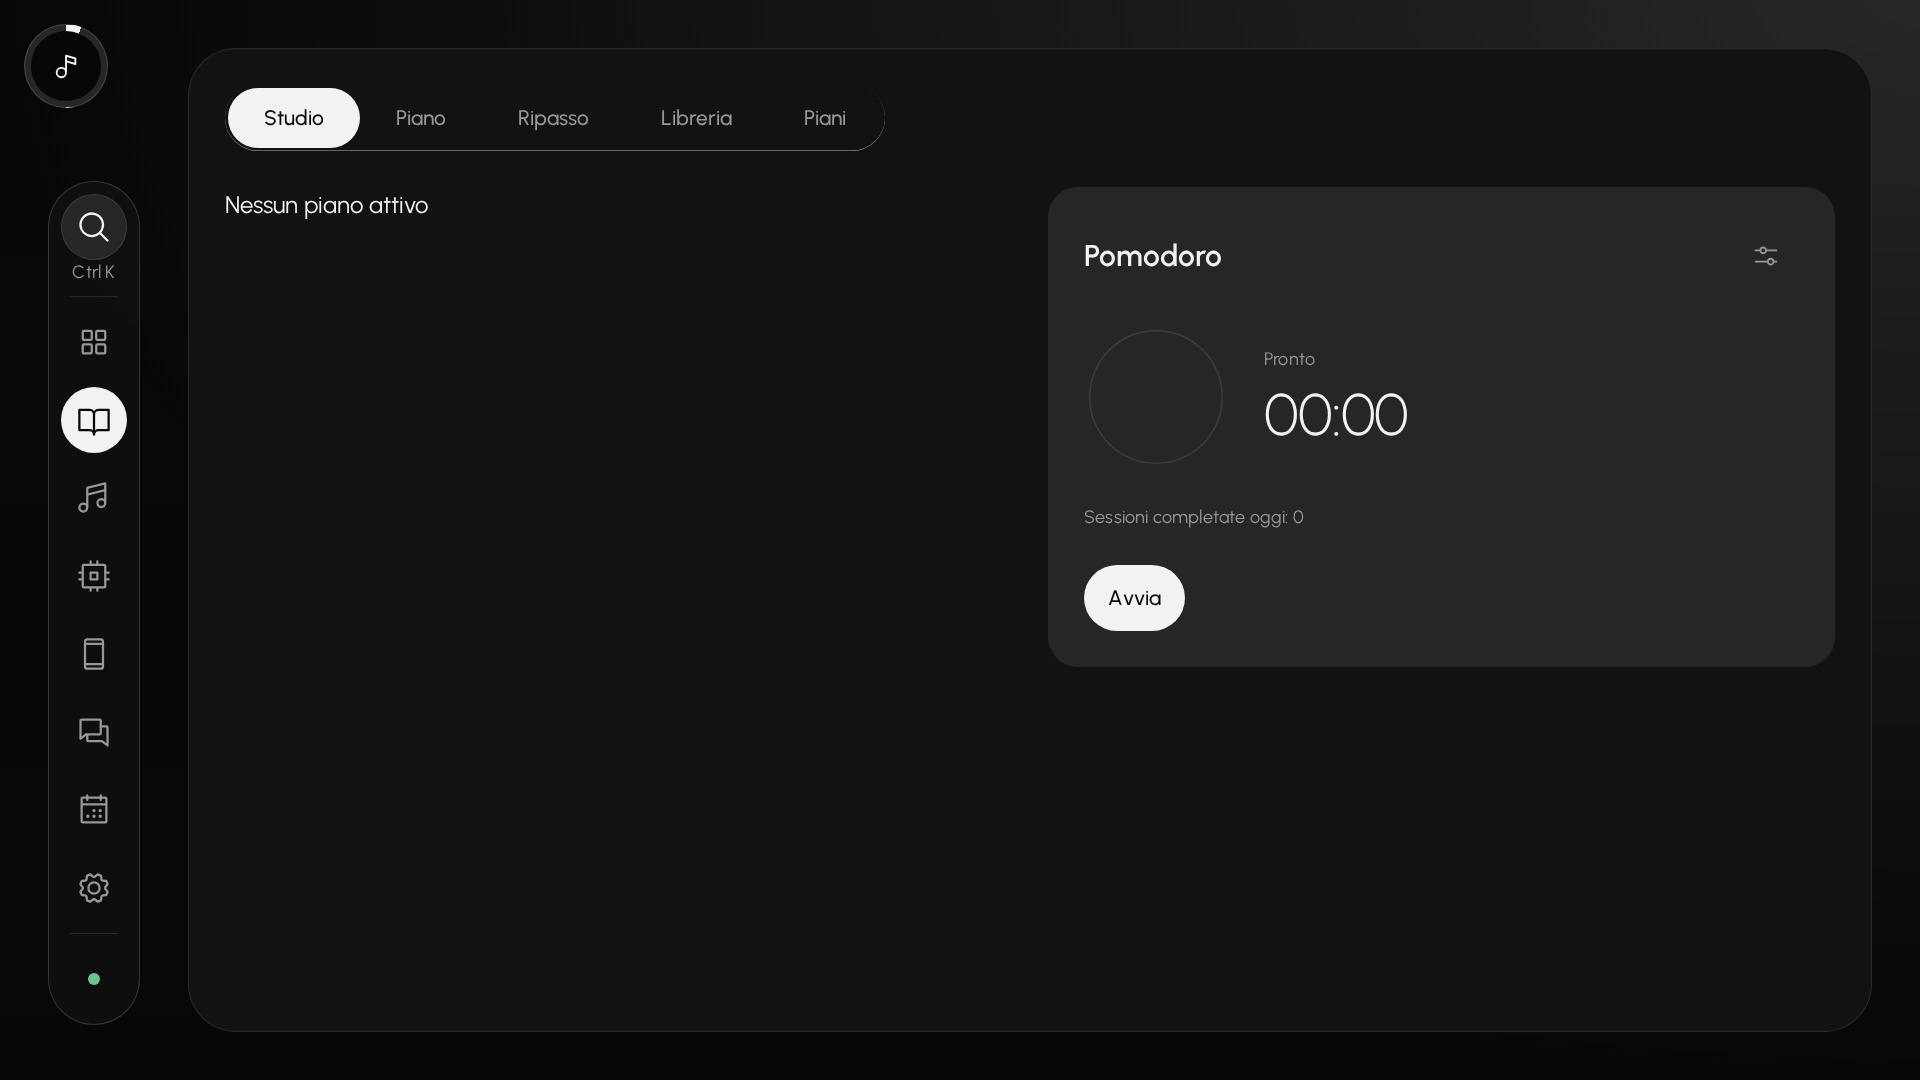 Studio
Piano
Ripasso
Libreria
Piani
Ctrl K
Nessun piano attivo
Pomodoro
Pronto
00:00
Sessioni completate oggi: 0
Avvia